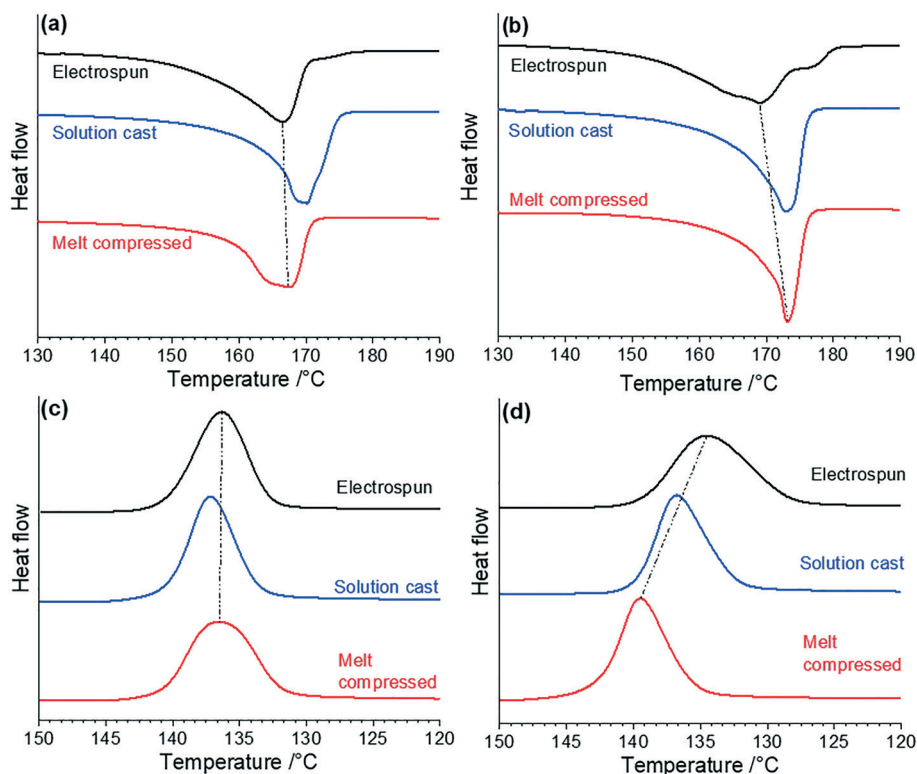 (a)
Electrospun
Solution cast
Melt compressed
Heat flow
130 140 150 160 170 180 190
Temperature /°C
(b)
Electrospun
Solution cast
Melt compressed
Heat flow
130 140 150 160 170 180 190
Temperature /°C
(c)
Electrospun
Solution cast
Melt
compressed
Heat flow
150 145 140 135 130 125 120
Temperature /°C
(d)
Electrospun
Solution cast
Melt
compressed
Heat flow
150 145 140 135 130 125 120
Temperature /°C